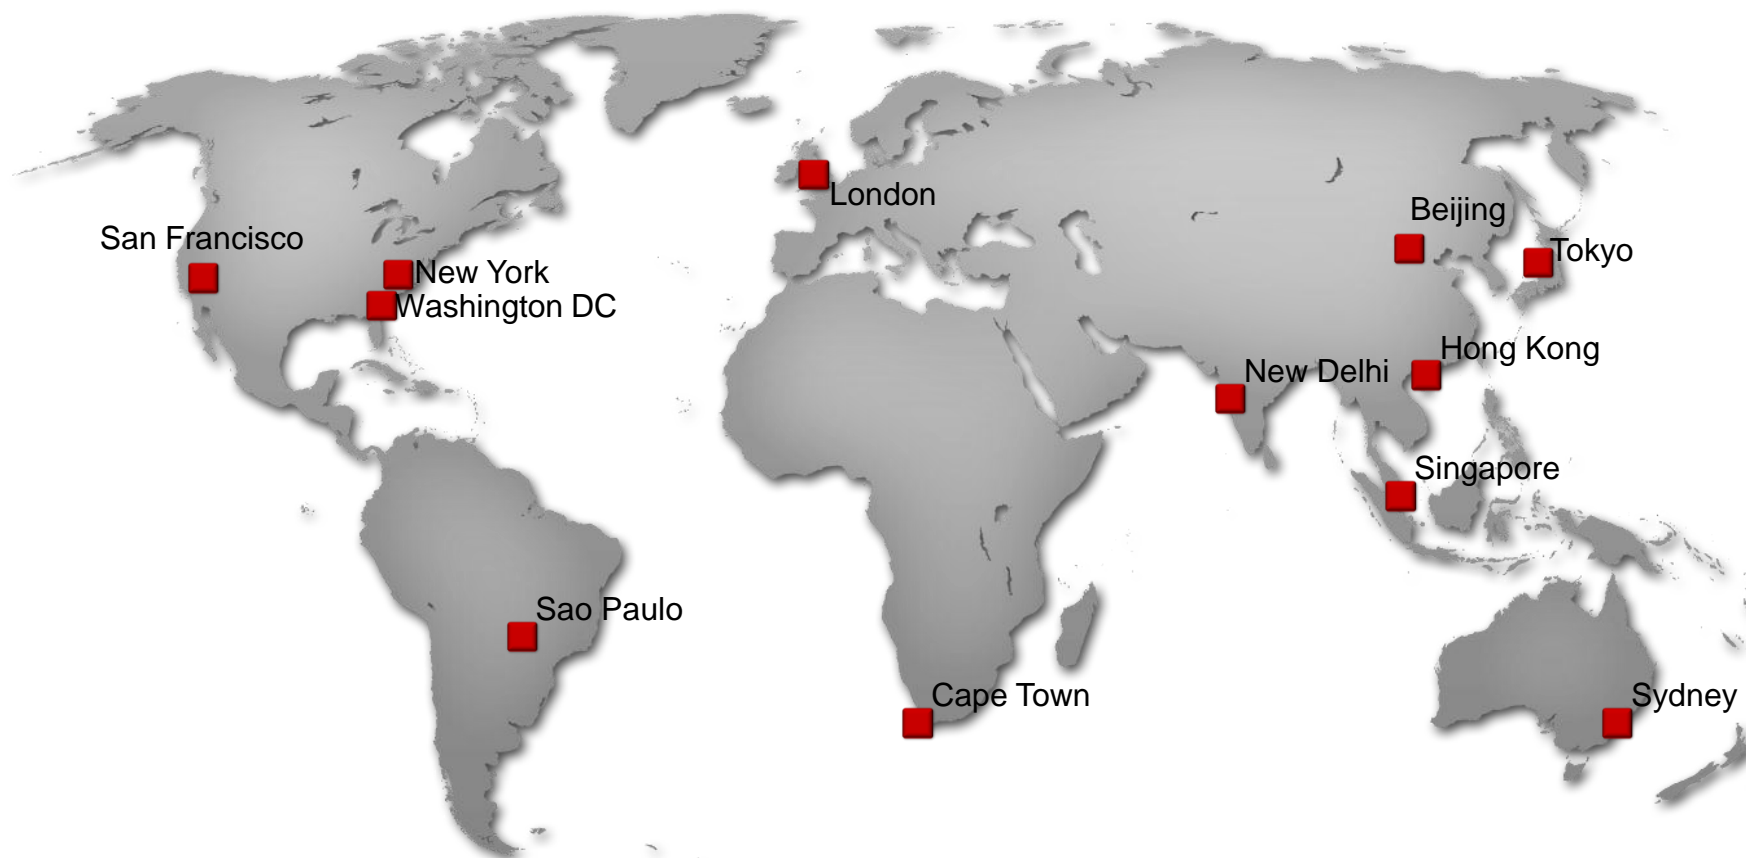 London
Beijing
San Francisco
Tokyo
New York
Washington DC
Hong Kong
New Delhi
Singapore
Sao Paulo
Cape Town
Sydney